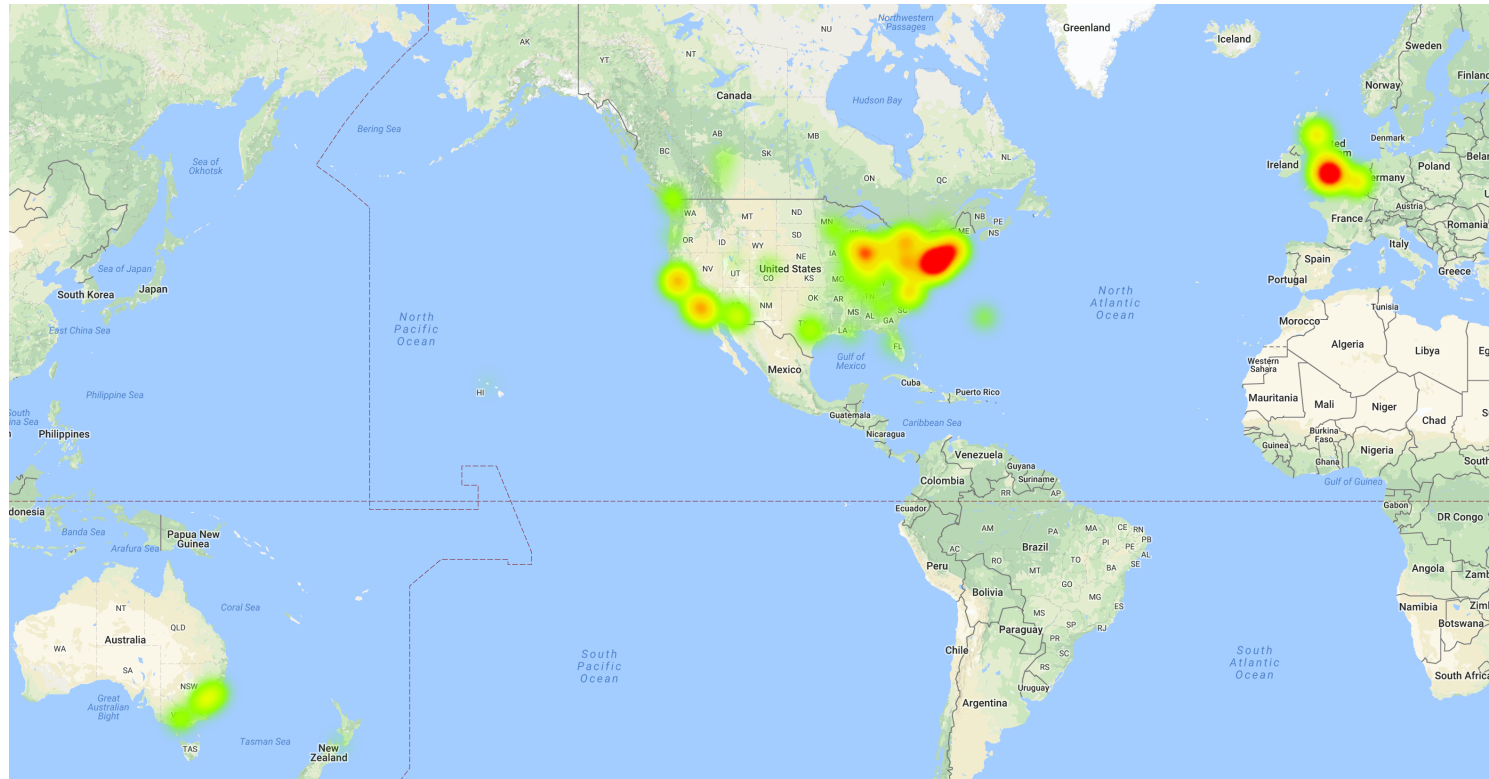 Northwestern
Passages
Greenland
Iceland
Sweden
Finland
Norway
AK
YT
NT
NU
Canada
Hudson Bay
Bering Sea
Sea of
Okhotsk
BC
AB
SK
MB
ON
QC
NL
NB
PE
NS
ME
Ireland
Denmark
Poland
Austria
France
Romania
Italy
Spain
Portugal
Greece
WA
MT
ND
MN
OR
ID
WY
SD
IA
NV
UT
NE
United States
CO
KS
MO
NM
OK
AR
TN
MS
AL
GA
SC
LA
FL
Sea of Japan
South Korea
Japan
East China Sea
North
Pacific
Ocean
North
Atlantic
Ocean
Gulf of
Mexico
Mexico
Cuba
Puerto Rico
Guatemala
Caribbean Sea
Nicaragua
HI
Philippine Sea
Philippines
Morocco
Tunisia
Algeria
Libya
Western
Sahara
Mauritania
Mali
Niger
Chad
Burkina
Faso
Guinea
Ghana
Nigeria
Gulf of Guinea
Gabon
DR Congo
Angola
Namibia
Botswana
South Africa
Venezuela
Guyana
Suriname
Colombia
RR
AP
Ecuador
AM
PA
MA
CE
RN
PB
PI
PE
AL
SE
AC
RO
TO
BA
Brazil
Peru
MT
GO
Bolivia
MG
ES
MS
SP
RJ
Paraguay
PR
SC
Chile
RS
Uruguay
Argentina
South
Pacific
Ocean
South
Atlantic
Ocean
Banda Sea
Arafura Sea
Papua New
Guinea
Coral Sea
NT
QLD
Australia
WA
SA
NSW
Great
Australian
Bight
TAS
Tasman Sea
New
Zealand